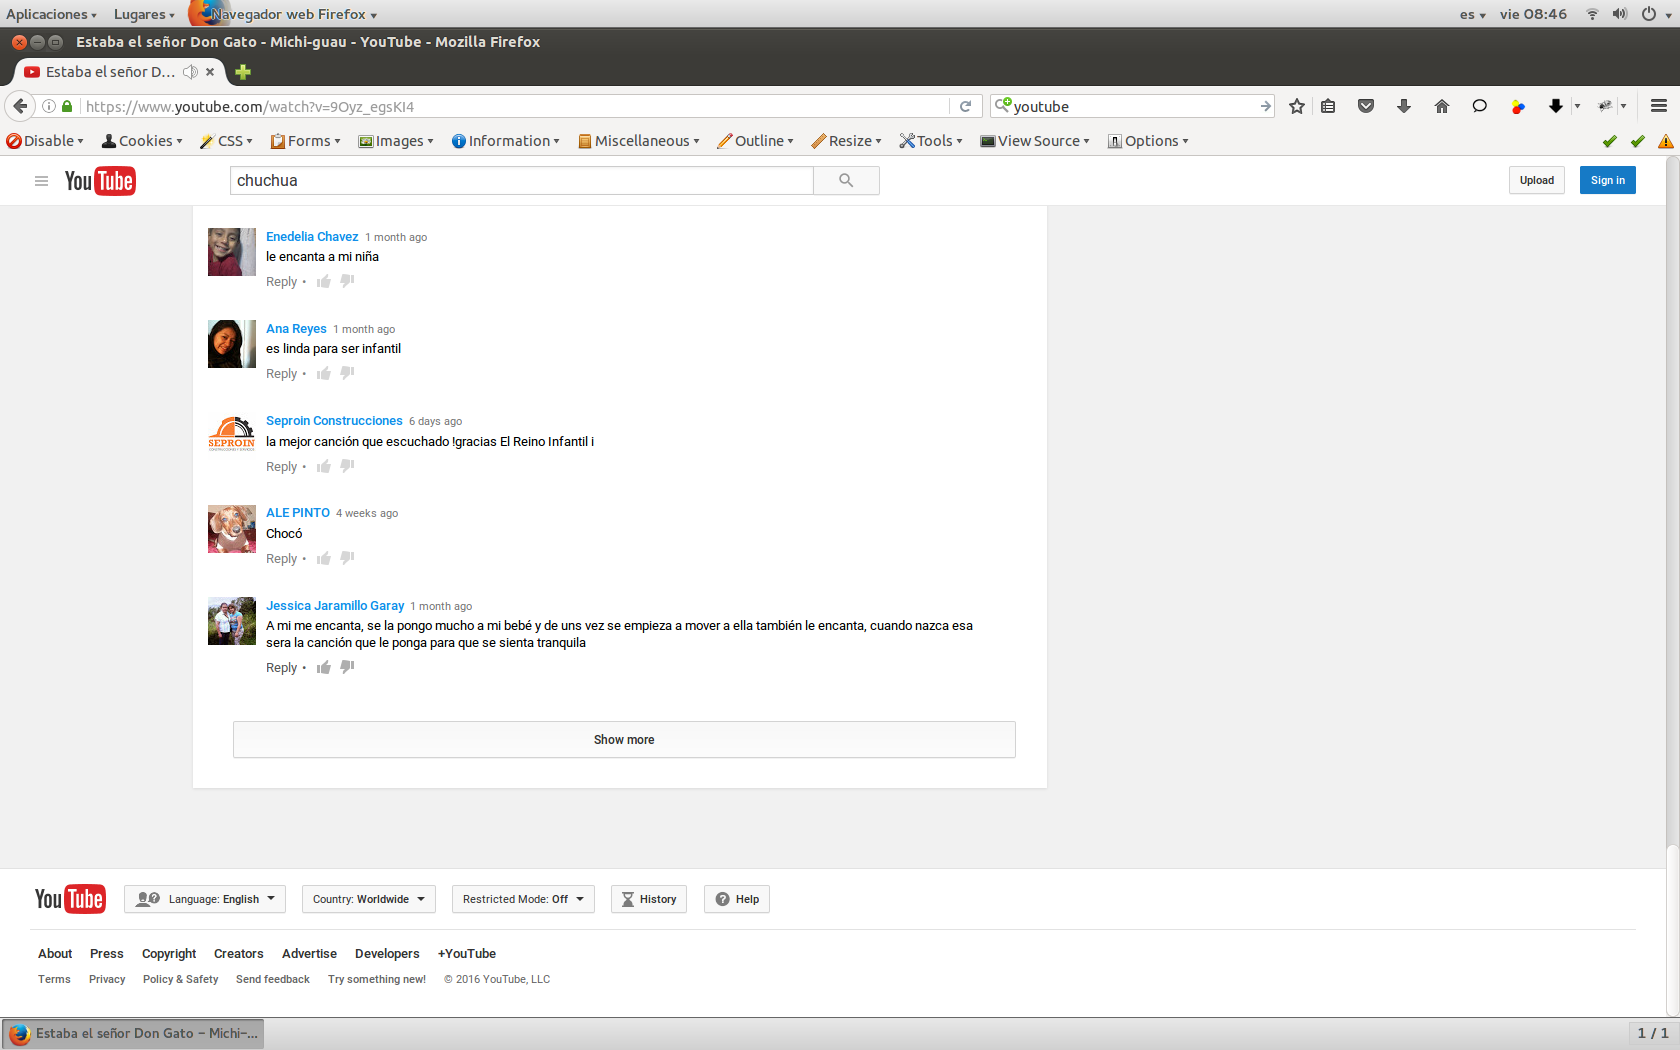 Aplicaciones Lugares Navegador web Firefox es vie 08:46
Estaba el señor Don Gato - Michi-guau - YouTube - Mozilla Firefox
Estaba el señor D...
https://www.youtube.com/watch?v=9Oyz_egsKI4 youtube
Disable Cookies CSS Forms Images Information Miscellaneous Outline Resize Tools View Source Options
YouTube chuchua Upload Sign in
Enedelia Chavez 1 month ago
le encanta a mi niña
Reply •
Ana Reyes 1 month ago
es linda para ser infantil
Reply •
SEPROIN
Seproin Construcciones 6 days ago
la mejor canción que escuchado !gracias El Reino Infantil i
Reply •
ALE PINTO 4 weeks ago
Chocó
Reply •
Jessica Jaramillo Garay 1 month ago
A mi me encanta, se la pongo mucho a mi bebé y de uns vez se empieza a mover a ella también le encanta, cuando nazca esa
sera la canción que le ponga para que se sienta tranquila
Reply •
Show more
YouTube Language: English Country: Worldwide Restricted Mode: Off History Help
About Press Copyright Creators Advertise Developers +YouTube
Terms Privacy Policy & Safety Send feedback Try something new! © 2016 YouTube, LLC
Estaba el señor Don Gato - Michi-... 1 / 1